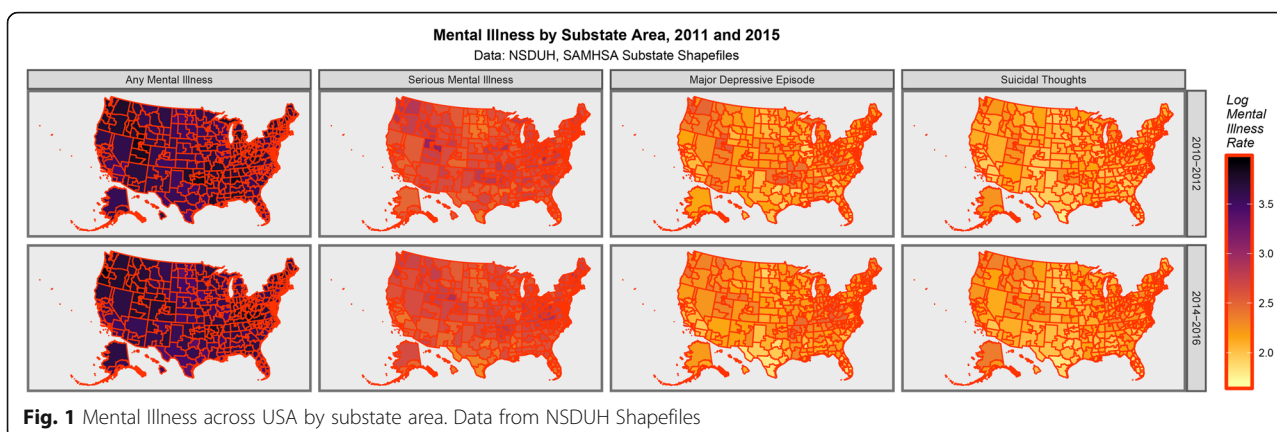 Mental Illness by Substate Area, 2011 and 2015
Data: NSDUH, SAMHSA Substate Shapefiles
Any Mental Illness
Serious Mental Illness
Major Depressive Episode
Suicidal Thoughts
2010−2012
2014−2016
Log
Mental
Illness
Rate
3.5
3.0
2.5
2.0
Fig. 1 Mental Illness across USA by substate area. Data from NSDUH Shapefiles